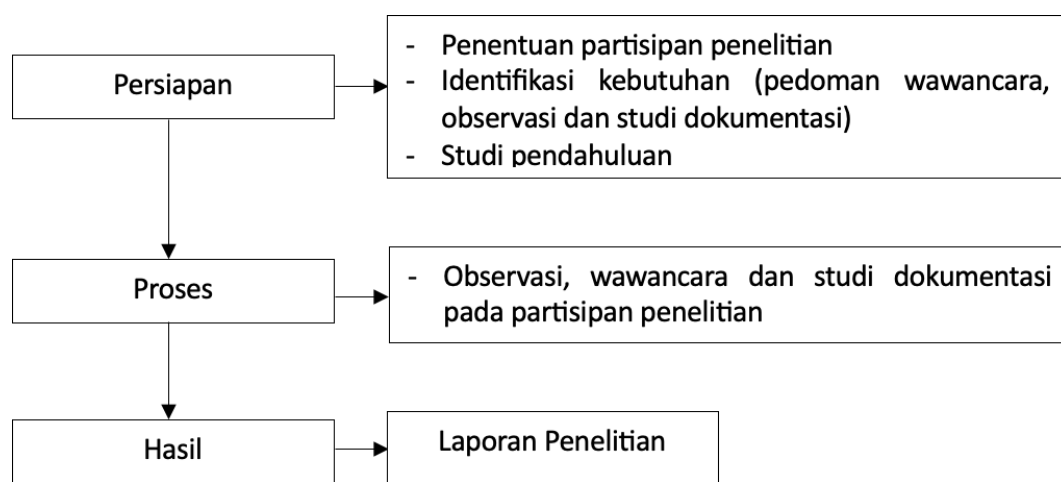 Persiapan
- Penentuan partisipan penelitian
- Identifikasi kebutuhan (pedoman wawancara,
observasi dan studi dokumentasi)
- Studi pendahuluan
Proses
- Observasi, wawancara dan studi dokumentasi
pada partisipan penelitian
Hasil
Laporan Penelitian